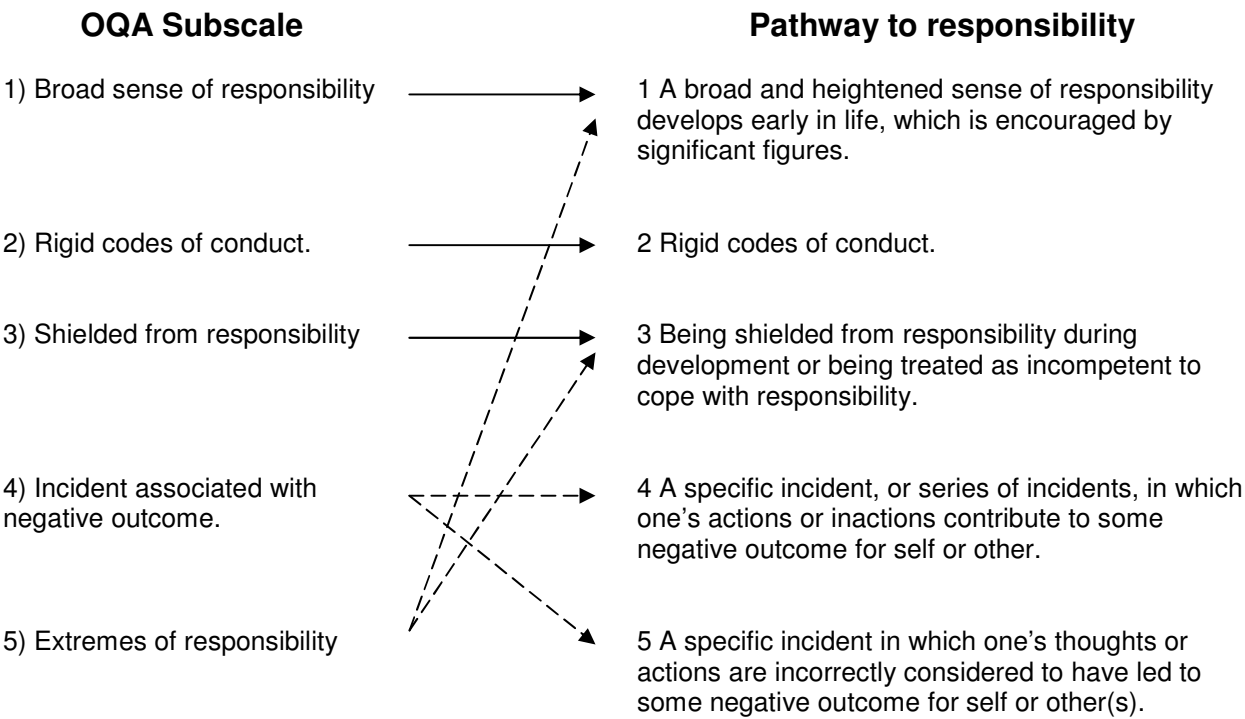 OQA Subscale
Pathway to responsibility
1) Broad sense of responsibility
1 A broad and heightened sense of responsibility
develops early in life, which is encouraged by
significant figures.
2) Rigid codes of conduct.
2 Rigid codes of conduct.
3) Shielded from responsibility
3 Being shielded from responsibility during
development or being treated as incompetent to
cope with responsibility.
4) Incident associated with
negative outcome.
4 A specific incident, or series of incidents, in which
one's actions or inactions contribute to some
negative outcome for self or other.
5) Extremes of responsibility
5 A specific incident in which one's thoughts or
actions are incorrectly considered to have led to
some negative outcome for self or other(s).